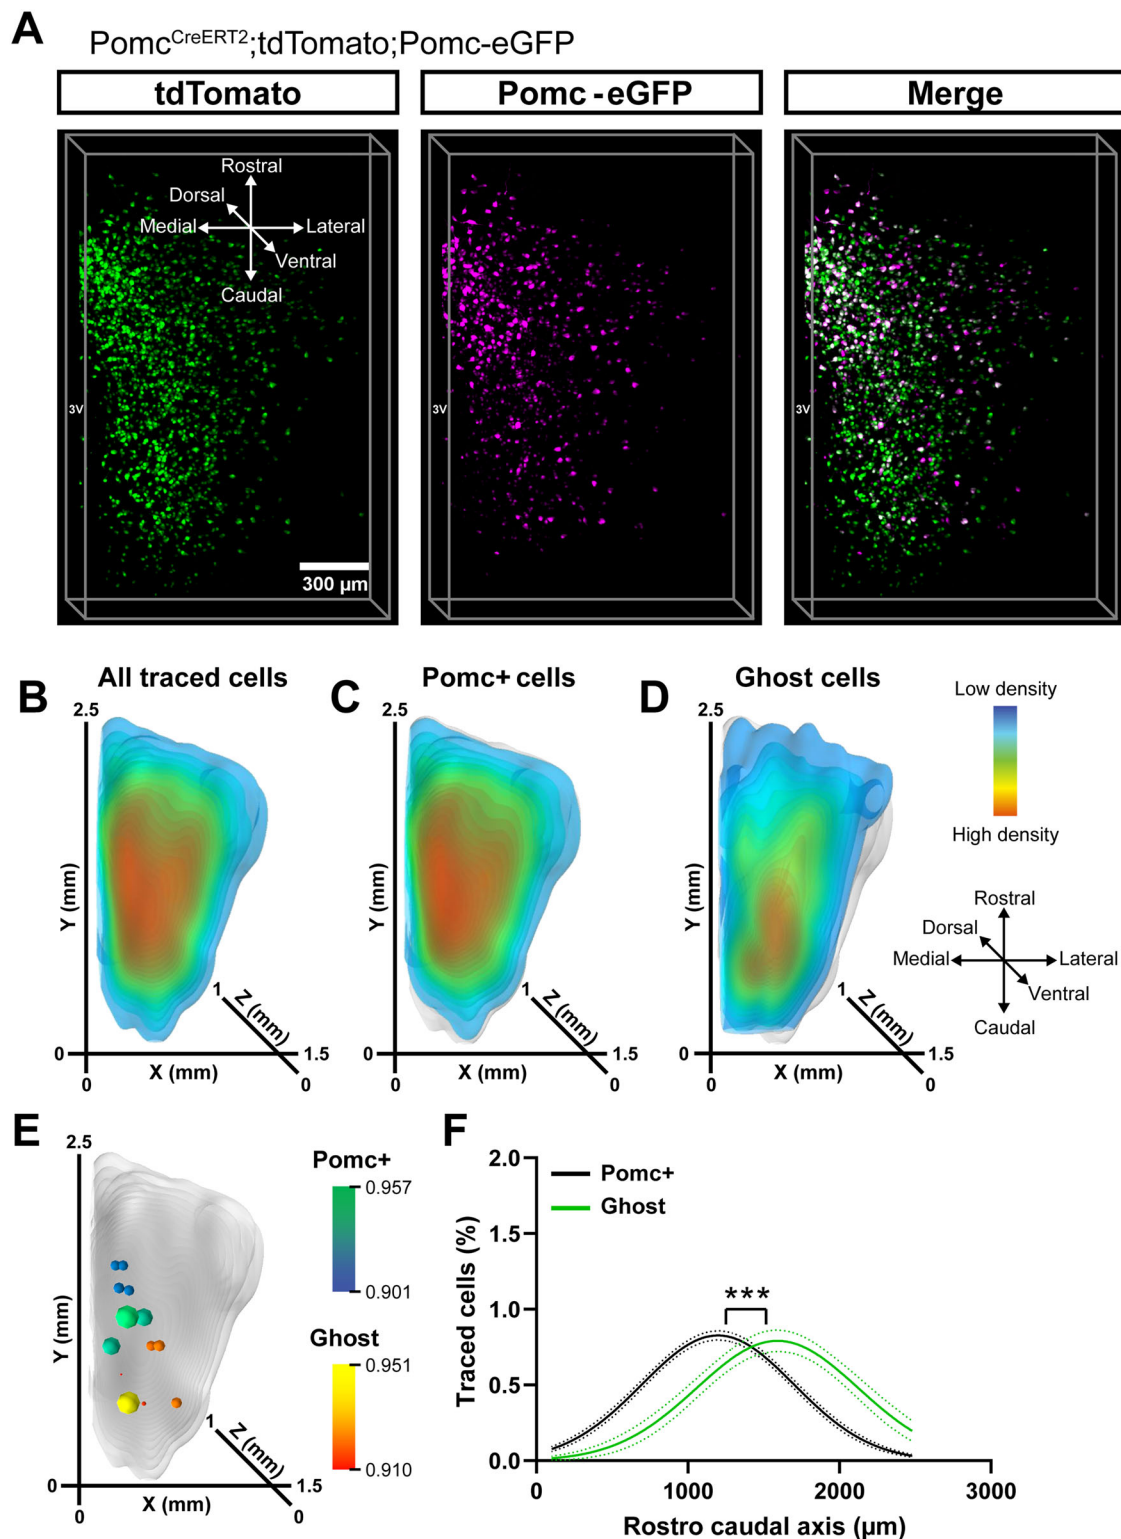 A
PomcCreERT2;tdTomato;Pomc-eGFP
tdTomato
Pomc-eGFP
Merge
Rostral
Dorsal
Medial
Lateral
Ventral
Caudal
3V
300 µm
3V
3V
B
All traced cells
2.5
Y (mm)
0
0
X (mm)
1
Z (mm)
1.5
0
C
Pomc+ cells
2.5
Y (mm)
0
0
X (mm)
1
Z (mm)
1.5
0
D
Ghost cells
2.5
Y (mm)
0
0
X (mm)
1
Z (mm)
1.5
0
Low density
High density
Rostral
Dorsal
Medial
Lateral
Ventral
Caudal
E
2.5
Y (mm)
0
0
X (mm)
1
Z (mm)
1.5
0
Pomc+
0.957
0.901
Ghost
0.951
0.910
F
Pomc+
Ghost
Traced cells (%)
2.0
1.5
1.0
0.5
0.0
***
0
1000
2000
3000
Rostro caudal axis (µm)